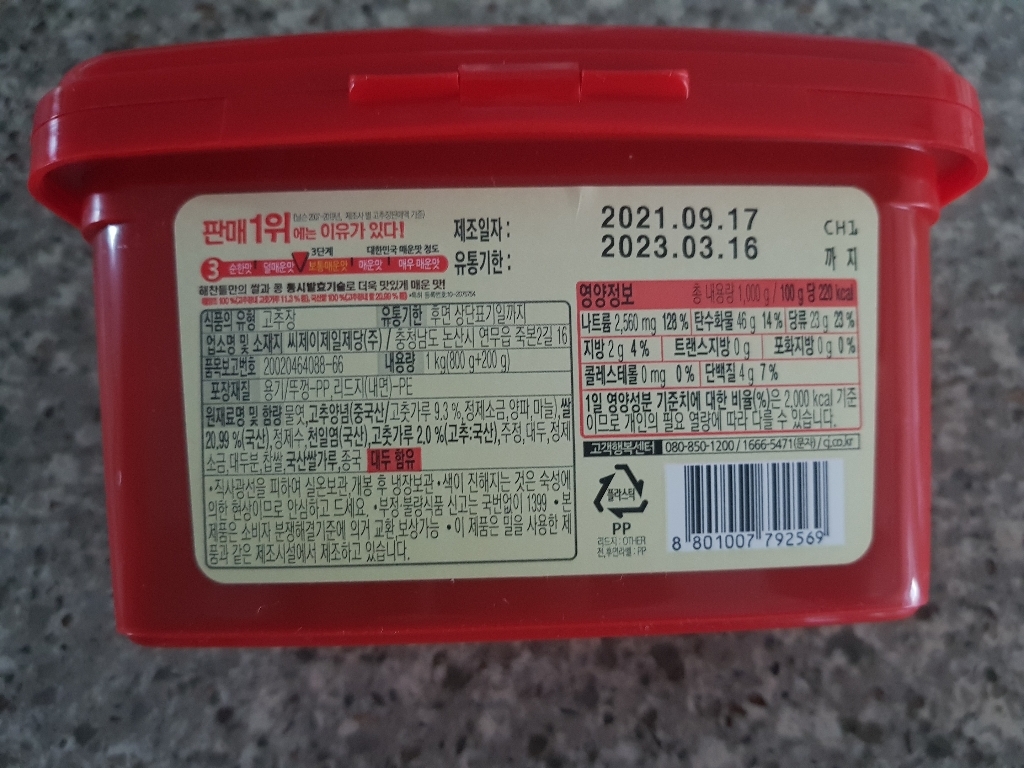 판매1위에는 이유가 있다!
제조일자 :
유통기한 :
2021.09.17
2023.03.16
CH1
까 지
3단계
대한민국 매운맛 정도
3 순한맛 덜매운맛 보통매운맛 매운맛 매우 매운맛
해찬들만의 쌀과 콩 동시발효기술로 더욱 맛있게 매운 맛!
식품의 유형 고추장 유통기한 후면 상단표기일까지
업소명 및 소재지 씨제이제일제당(주) / 충청남도 논산시 연무읍 죽본2길 16
품목보고번호 20020464088-66 내용량 1 kg(800 g+200 g)
포장재질 용기/뚜껑-PP, 리드지(내면)-PE
원재료명 및 함량 물엿, 고추양념(중국산/고추가루 9.3 %, 정제소금, 양파, 마늘), 쌀
20.99 %(국산), 정제수, 천일염(국산), 고춧가루 2.0 %(고추:국산), 주정, 대두, 정제
소금, 대두분, 찹쌀, 국산쌀가루, 종국 대두 함유
•직사광선을 피하여 실온보관, 개봉 후 냉장보관 •색이 진해지는 것은 숙성에
의한 현상이므로 안심하고 드세요. •부정·불량식품 신고는 국번없이 1399 •본
제품은 소비자 분쟁해결기준에 의거 교환, 보상가능 •이 제품은 밀을 사용한 제
품과 같은 제조시설에서 제조하고 있습니다.
영양정보 총 내용량 1,000 g / 100 g 당 220 kcal
나트륨 2,560 mg 128 % 탄수화물 46 g 14 % 당류 23 g 23 %
지방 2 g 4 % 트랜스지방 0 g 포화지방 0 g 0 %
콜레스테롤 0 mg 0 % 단백질 4 g 7 %
1일 영양성분 기준치에 대한 비율(%)은 2,000 kcal 기준
이므로 개인의 필요 열량에 따라 다를 수 있습니다.
고객행복센터 080-850-1200 / 1666-5471(문자) / cj.co.kr
플라스틱
PP
리드지 : OTHER
전,후면라벨 : PP
8 801007 792569